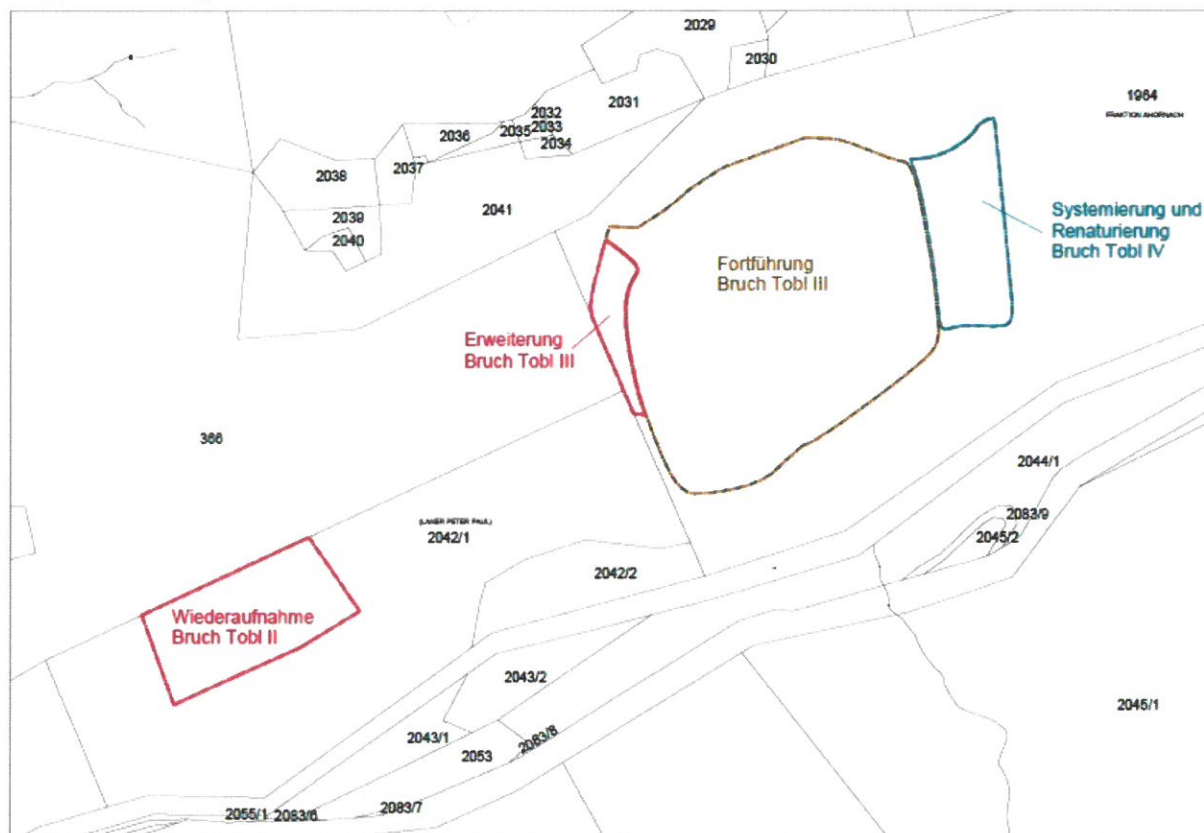 2029
2030
2031
2032
2033
2034
2035
2036
2037
2038
2039
2040
2041
1964
FRAKTION AHORNACH
Systemierung und
Renaturierung
Bruch Tobl IV
Fortführung
Bruch Tobl III
Erweiterung
Bruch Tobl III
366
2044/1
2083/9
2045/2
(LANER PETER PAUL)
2042/1
2042/2
Wiederaufnahme
Bruch Tobl II
2043/2
2045/1
2043/1
2053
2083/8
2055/1
2083/6
2083/7